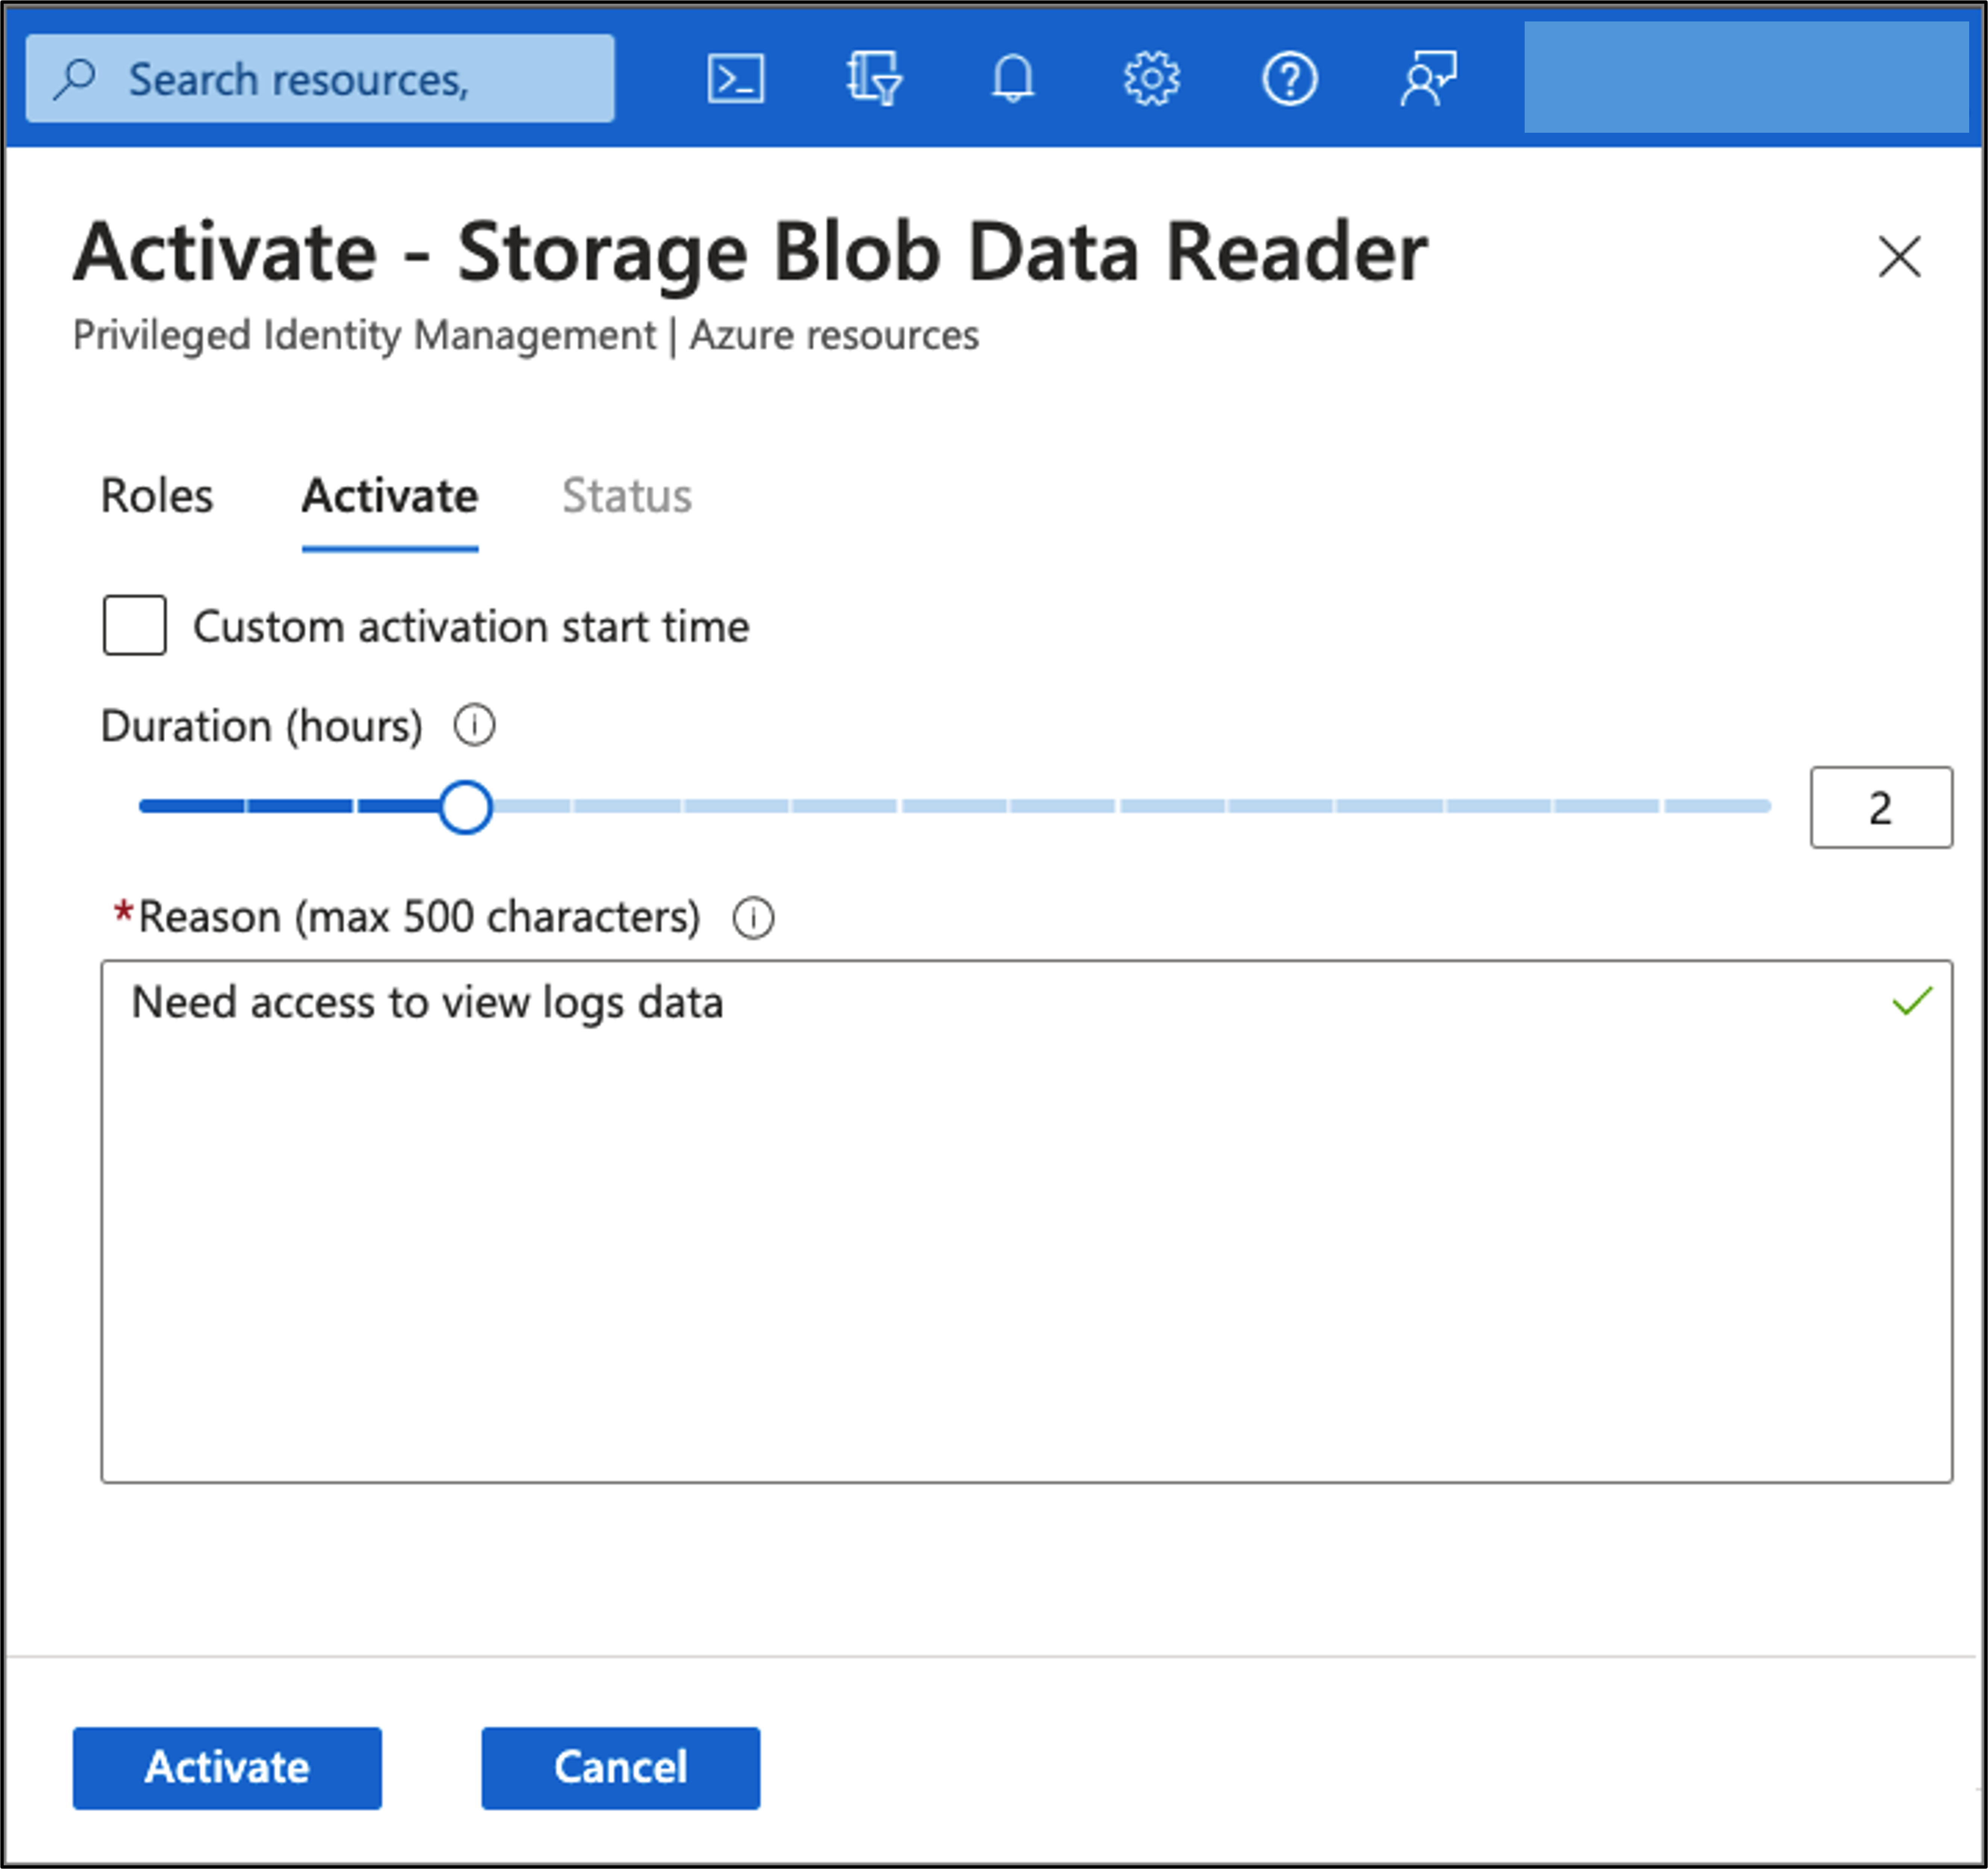 Search resources,
Activate - Storage Blob Data Reader
Privileged Identity Management | Azure resources
Roles Activate Status
Custom activation start time
Duration (hours)
2
*Reason (max 500 characters)
Need access to view logs data
Activate Cancel